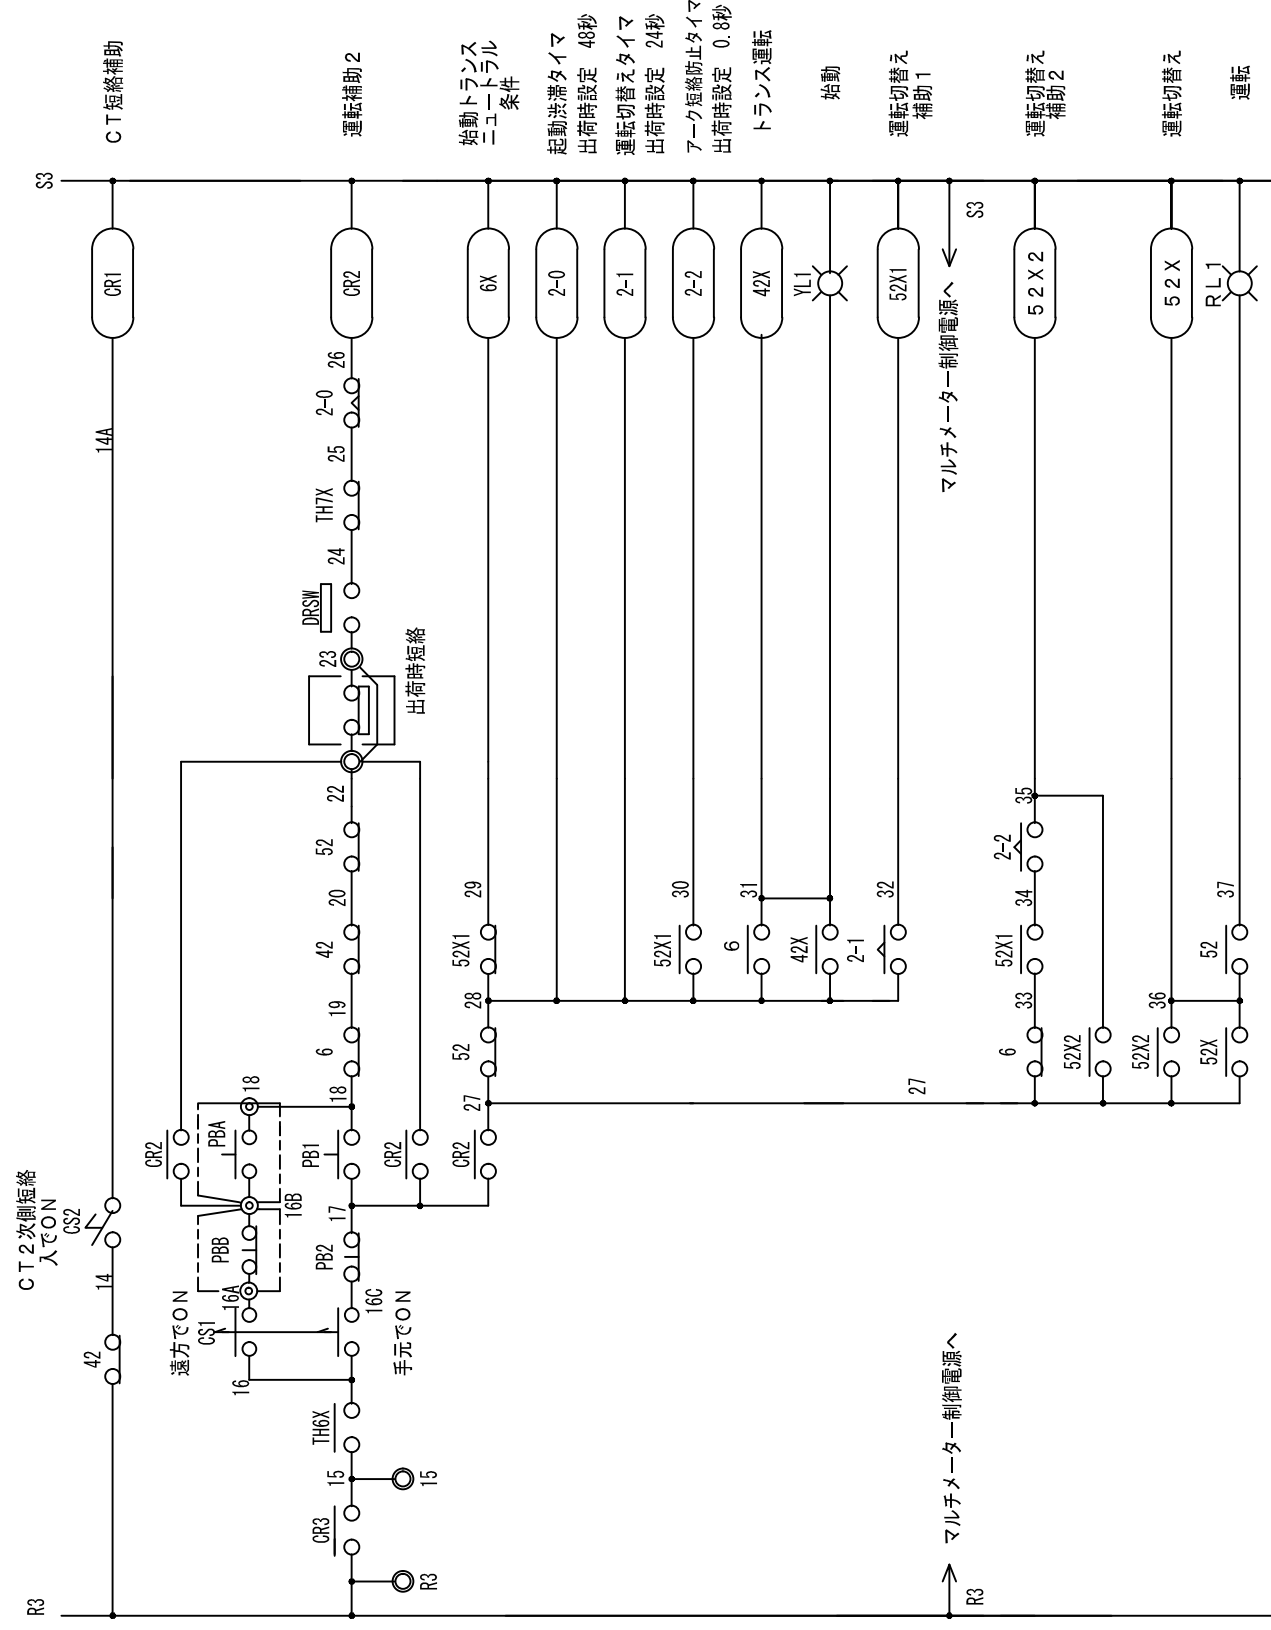 S3
CT短絡補助
運転補助2
始動トランス
ニュートラル
条件
起動渋滞タイマ
出荷時設定 48秒
運転切替えタイマ
出荷時設定 24秒
アーク短絡防止タイマ
出荷時設定 0.8秒
トランス運転
始動
運転切替え
補助1
運転切替え
補助2
運転切替え
運転
CR1
CR2
6X
2-0
2-1
2-2
42X
YL1
52X1
S3
マルチメーター制御電源へ
52X2
52X
RL1
14A
26
2-0
25
TH7X
24
DRSW
23
出荷時短絡
22
52
20
42
19
6
18
18
PBA
CR2
PB1
CR2
CR2
27
52
28
52X1
29
52X1
30
6
31
42X
2-1
32
27
35
2-2
34
52X1
33
6
52X2
36
52X2
52X
52
37
CT2次側短絡
入でON
CS2
14
42
16B
PBB
16A
遠方でON
CS1
16
17
PB2
16C
手元でON
TH6X
15
15
CR3
R3
R3
マルチメーター制御電源へ
R3